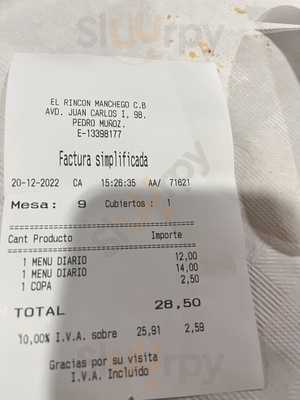 Sluurpy
EL RINCON MANCHEGO C.B
AVD. JUAN CARLOS I, 98.
PEDRO MUÑOZ.
E-13398177
Factura simplificada
20-12-2022 CA 15:26:35 AA/ 71621
Mesa: 9 Cubiertos : 1
Cant Producto Importe
1 MENU DIARIO 12,00
1 MENU DIARIO 14,00
1 COPA 2,50
TOTAL 28,50
10,00% I.V.A. sobre 25,91 2,59
Gracias por su visita
I.V.A. Incluido